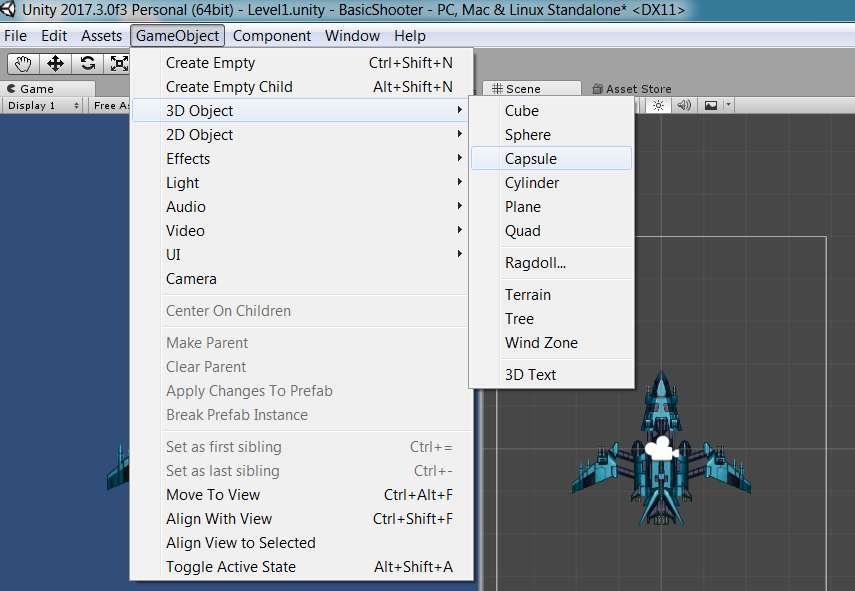 Unity 2017.3.0f3 Personal (64bit) - Level1.unity - BasicShooter - PC, Mac & Linux Standalone* <DX11>
File Edit Assets GameObject Component Window Help
Game
Display 1
Free As
Create Empty Ctrl+Shift+N
Create Empty Child Alt+Shift+N
3D Object
2D Object
Effects
Light
Audio
Video
UI
Camera
Center On Children
Make Parent
Clear Parent
Apply Changes To Prefab
Break Prefab Instance
Set as first sibling Ctrl+=
Set as last sibling Ctrl+-
Move To View Ctrl+Alt+F
Align With View Ctrl+Shift+F
Align View to Selected
Toggle Active State Alt+Shift+A
Scene Asset Store
Cube
Sphere
Capsule
Cylinder
Plane
Quad
Ragdoll...
Terrain
Tree
Wind Zone
3D Text